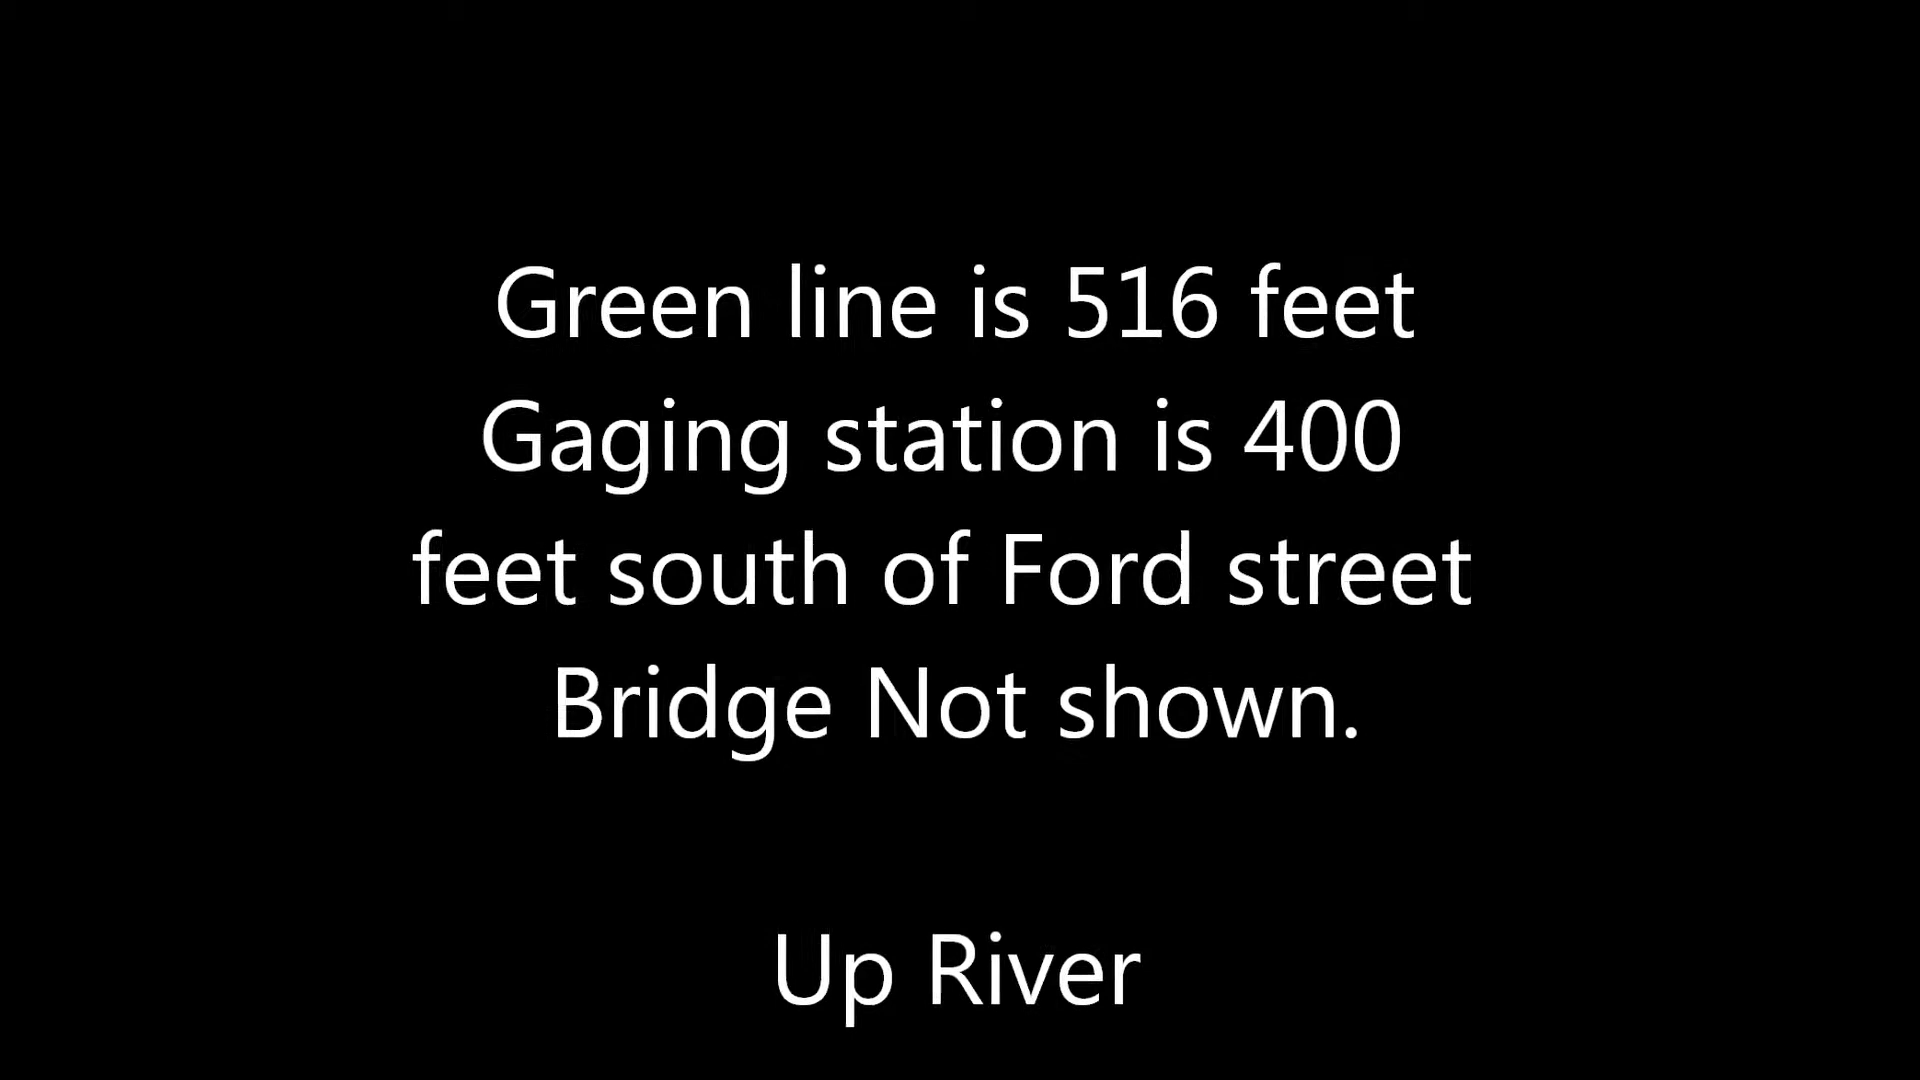 Green line is 516 feet
Gaging station is 400
feet south of Ford street
Bridge Not shown.
Up River